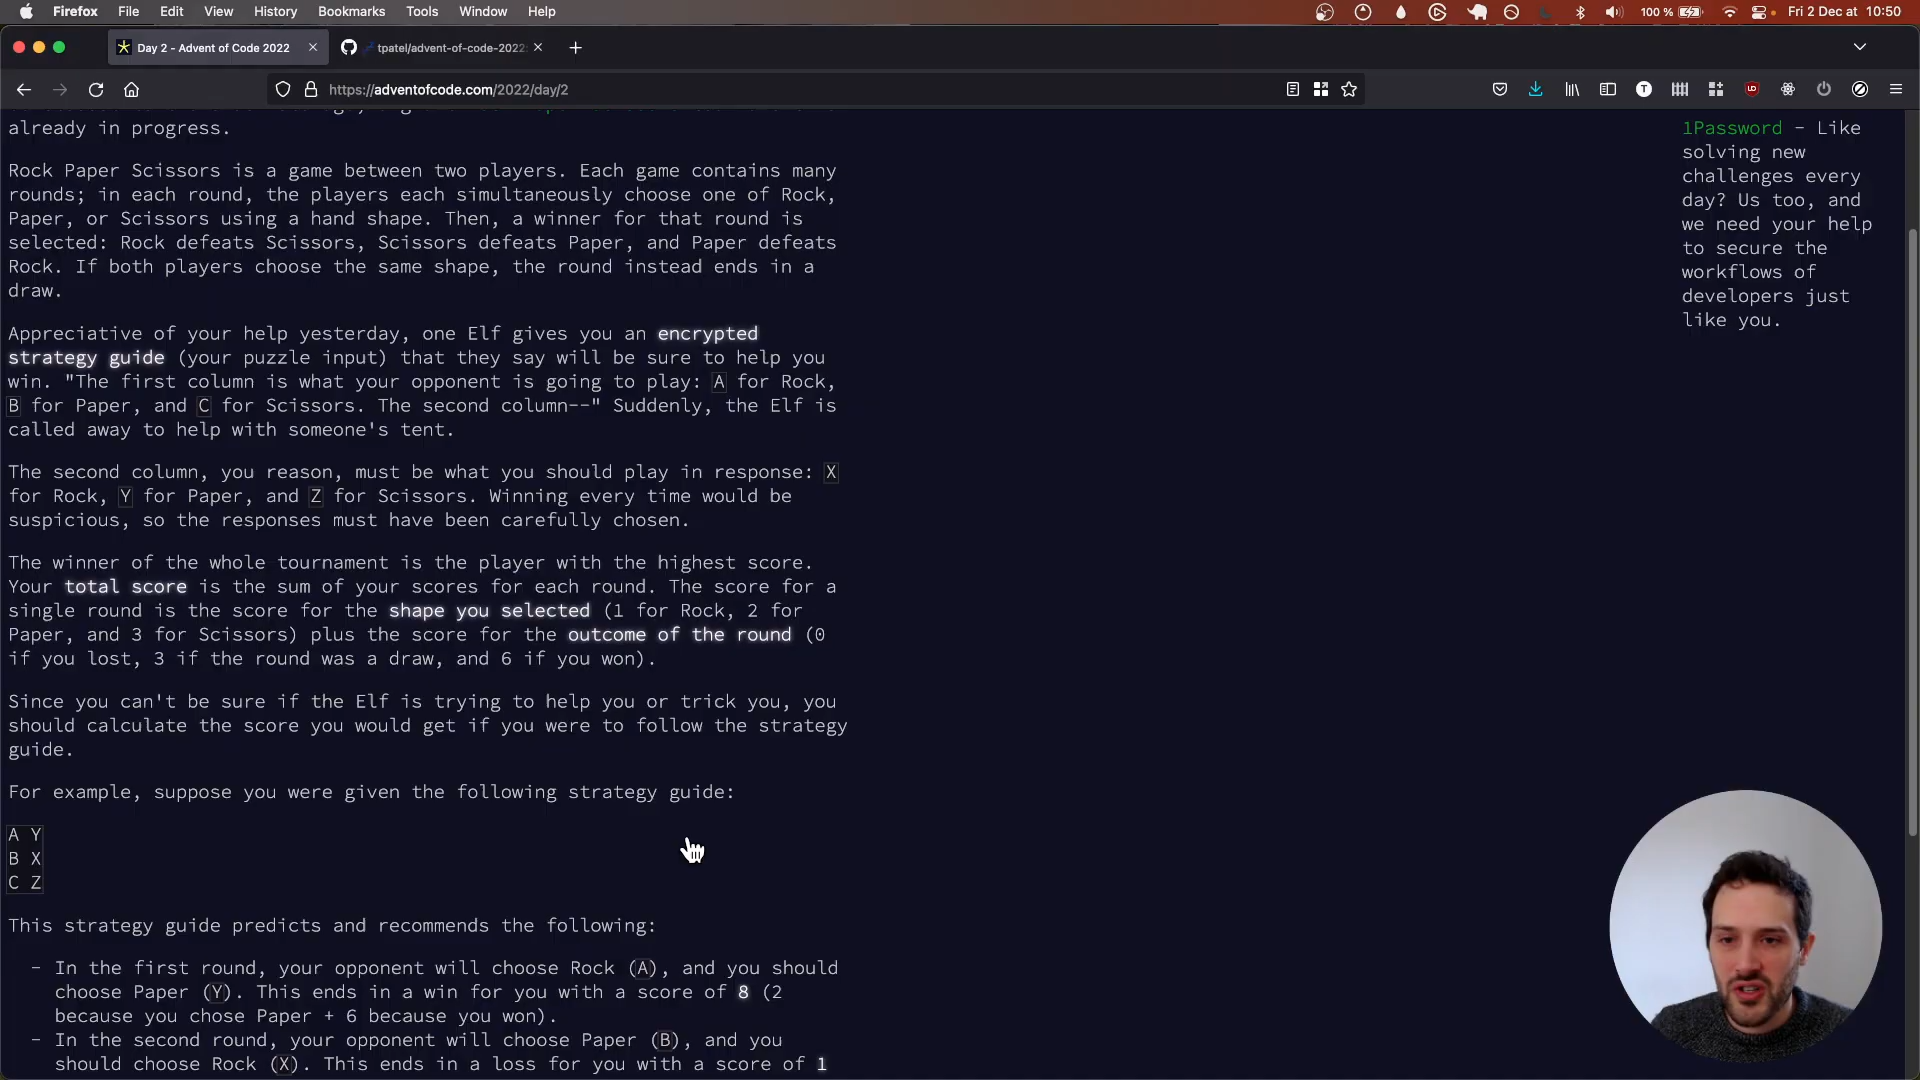 Firefox File Edit View History Bookmarks Tools Window Help 100 % Fri 2 Dec at 10:50
Day 2 - Advent of Code 2022 tpatel/advent-of-code-2022:
https://adventofcode.com/2022/day/2
already in progress.
Rock Paper Scissors is a game between two players. Each game contains many
rounds; in each round, the players each simultaneously choose one of Rock,
Paper, or Scissors using a hand shape. Then, a winner for that round is
selected: Rock defeats Scissors, Scissors defeats Paper, and Paper defeats
Rock. If both players choose the same shape, the round instead ends in a
draw.
Appreciative of your help yesterday, one Elf gives you an encrypted
strategy guide (your puzzle input) that they say will be sure to help you
win. "The first column is what your opponent is going to play: A for Rock,
B for Paper, and C for Scissors. The second column--" Suddenly, the Elf is
called away to help with someone's tent.
The second column, you reason, must be what you should play in response: X
for Rock, Y for Paper, and Z for Scissors. Winning every time would be
suspicious, so the responses must have been carefully chosen.
The winner of the whole tournament is the player with the highest score.
Your total score is the sum of your scores for each round. The score for a
single round is the score for the shape you selected (1 for Rock, 2 for
Paper, and 3 for Scissors) plus the score for the outcome of the round (0
if you lost, 3 if the round was a draw, and 6 if you won).
Since you can't be sure if the Elf is trying to help you or trick you, you
should calculate the score you would get if you were to follow the strategy
guide.
For example, suppose you were given the following strategy guide:
A Y
B X
C Z
This strategy guide predicts and recommends the following:
- In the first round, your opponent will choose Rock (A), and you should
choose Paper (Y). This ends in a win for you with a score of 8 (2
because you chose Paper + 6 because you won).
- In the second round, your opponent will choose Paper (B), and you
should choose Rock (X). This ends in a loss for you with a score of 1
1Password - Like
solving new
challenges every
day? Us too, and
we need your help
to secure the
workflows of
developers just
like you.